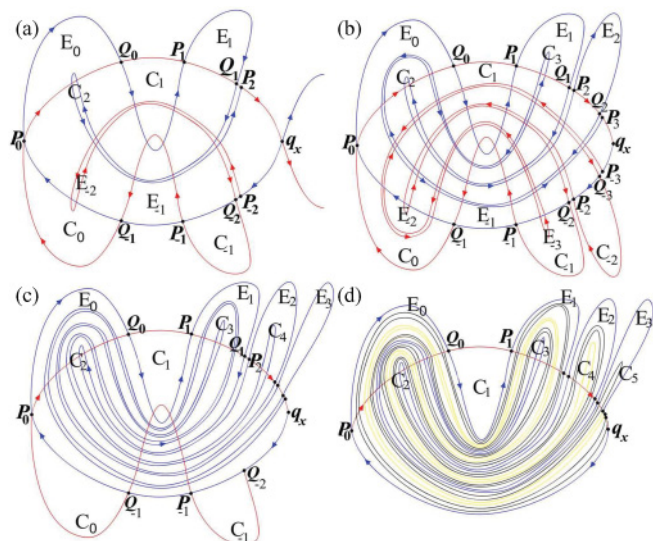 (a)
E0
Q0
P1
E1
C1
Q1
P2
C2
P0
qx
E-2
E-1
Q-2
P-2
C0
Q-1
P-1
C-1
(b)
E0
Q0
P1
C3
E1
E2
C1
Q1
P2
C2
Q2
P3
P0
qx
P-3
Q-3
E-2
E-1
Q-2
P-2
C0
Q-1
P-1
E-3
C-1
C-2
(c)
E0
Q0
P1
E1
E2
E3
C3
C4
C1
Q1
P2
C2
P0
qx
Q-2
C0
Q-1
P-1
C-1
(d)
E0
Q0
P1
E1
E2
E3
C3
C4
C5
C2
C1
P0
qx